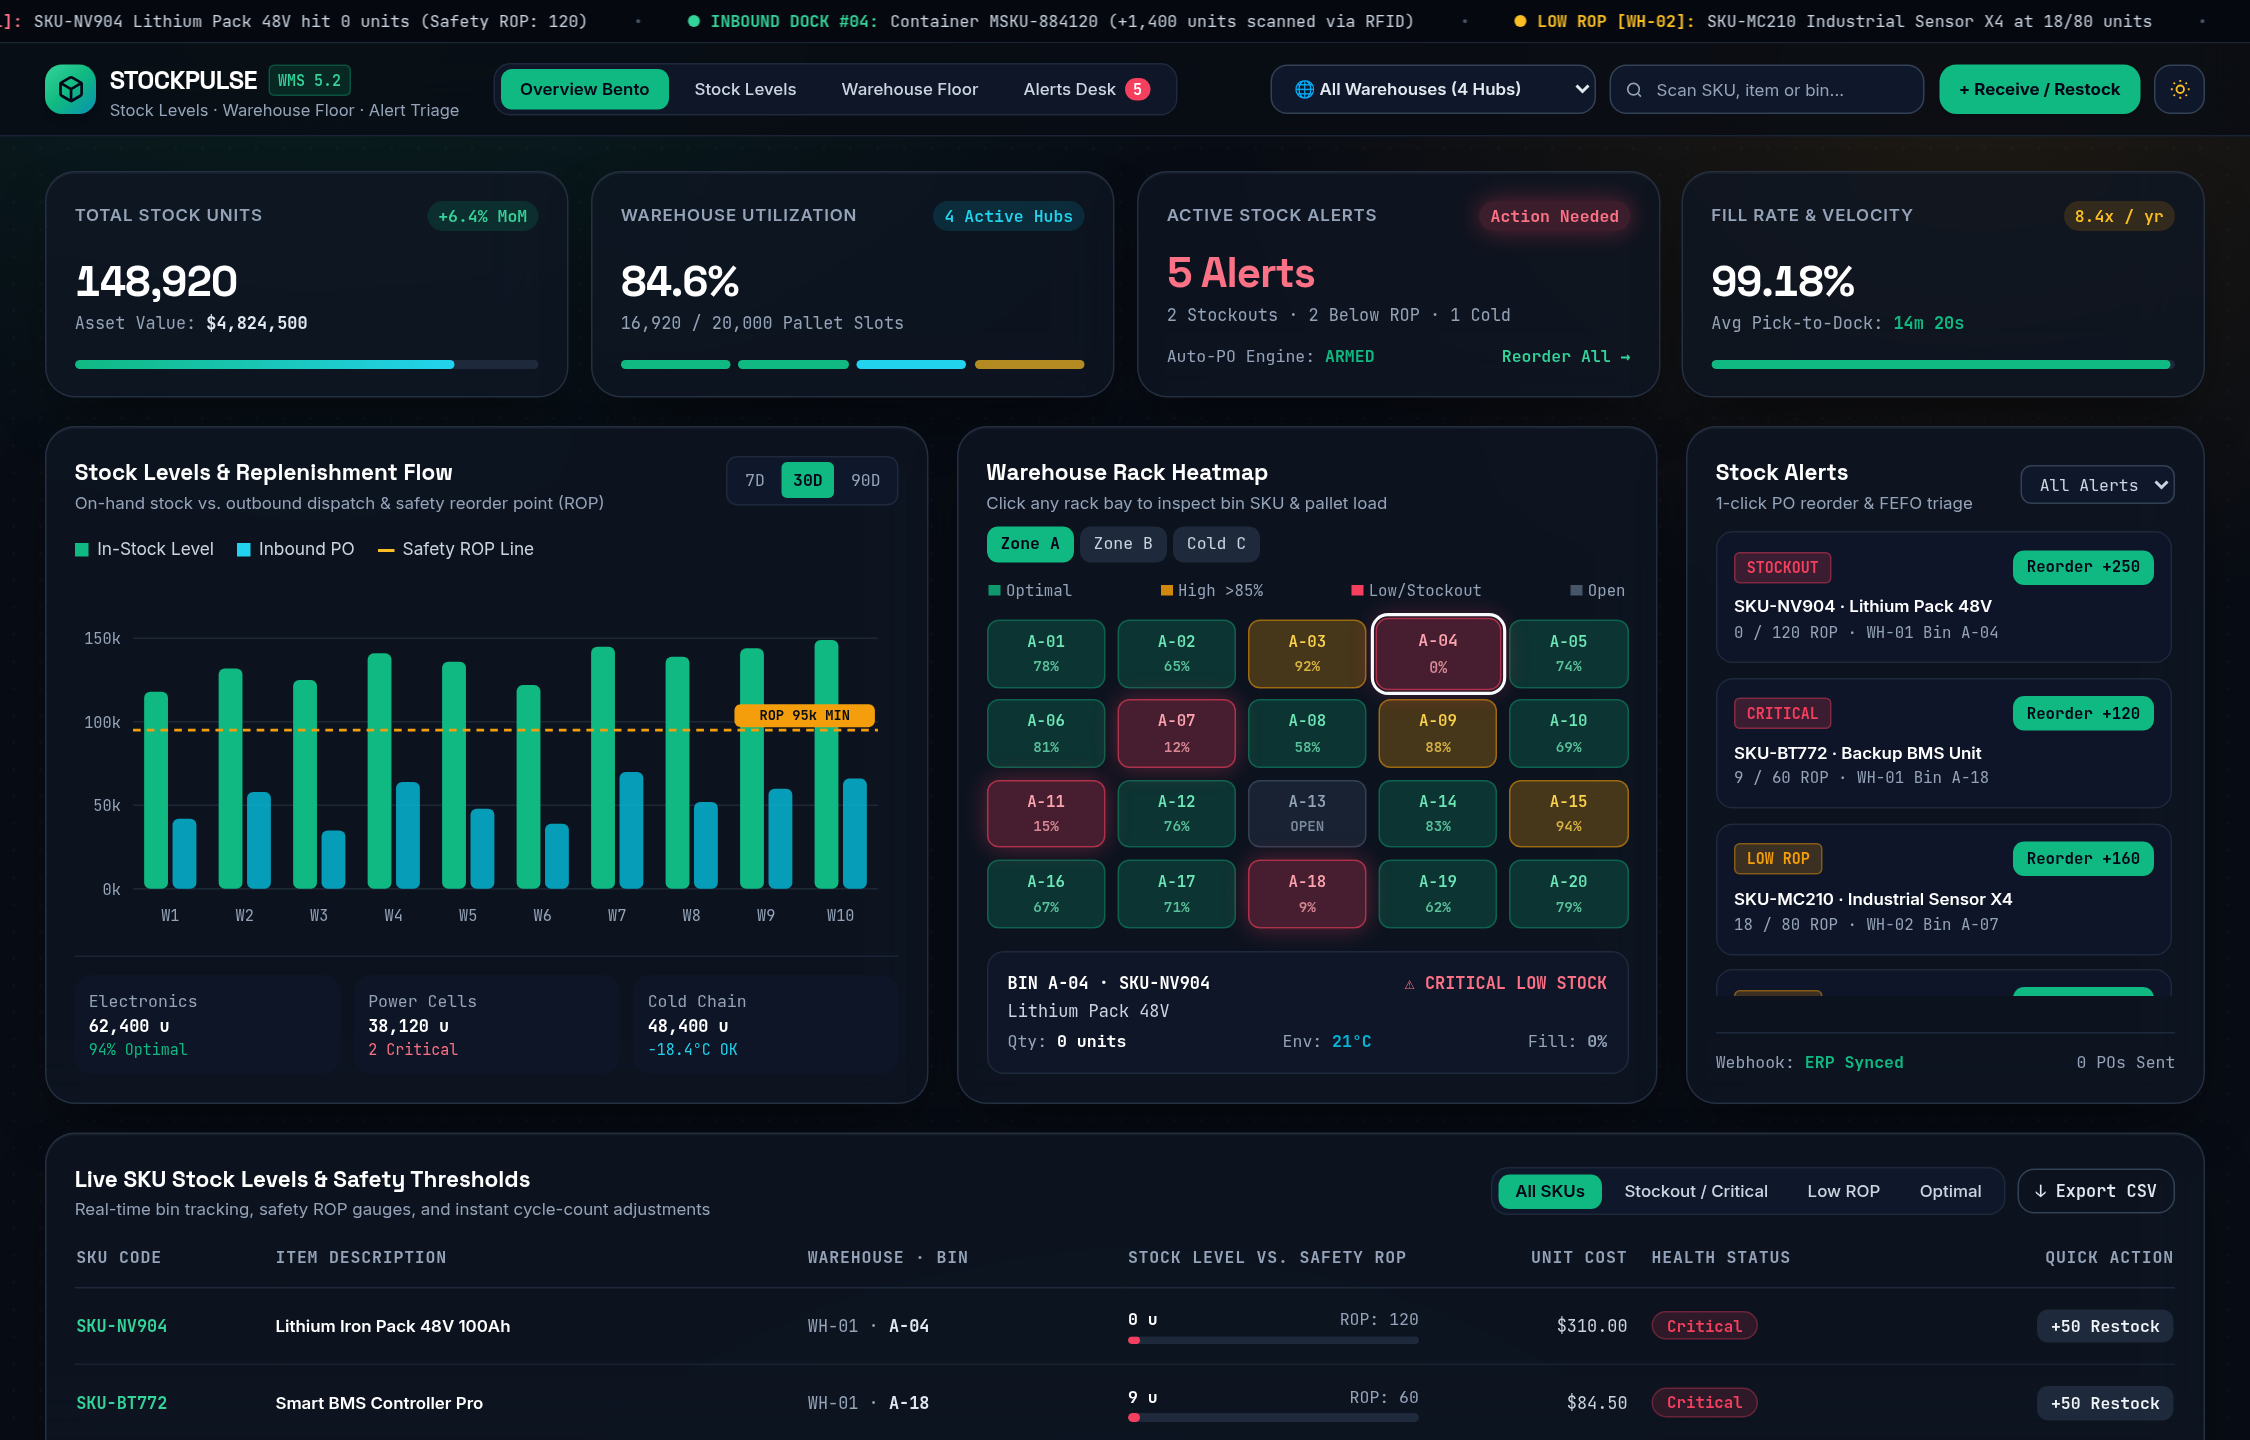 ]: SKU-NV904 Lithium Pack 48V hit 0 units (Safety ROP: 120) • ● INBOUND DOCK #04: Container MSKU-884120 (+1,400 units scanned via RFID) • ● LOW ROP [WH-02]: SKU-MC210 Industrial Sensor X4 at 18/80 units •
STOCKPULSE WMS 5.2
Stock Levels · Warehouse Floor · Alert Triage
Overview Bento Stock Levels Warehouse Floor Alerts Desk 5
🌐 All Warehouses (4 Hubs)
Scan SKU, item or bin...
+ Receive / Restock
TOTAL STOCK UNITS +6.4% MoM
148,920
Asset Value: $4,824,500
WAREHOUSE UTILIZATION 4 Active Hubs
84.6%
16,920 / 20,000 Pallet Slots
ACTIVE STOCK ALERTS Action Needed
5 Alerts
2 Stockouts · 2 Below ROP · 1 Cold
Auto-PO Engine: ARMED Reorder All →
FILL RATE & VELOCITY 8.4x / yr
99.18%
Avg Pick-to-Dock: 14m 20s
Stock Levels & Replenishment Flow
On-hand stock vs. outbound dispatch & safety reorder point (ROP)
7D 30D 90D
In-Stock Level Inbound PO Safety ROP Line
150k
100k
50k
0k
ROP 95k MIN
W1 W2 W3 W4 W5 W6 W7 W8 W9 W10
Electronics
62,400 u
94% Optimal
Power Cells
38,120 u
2 Critical
Cold Chain
48,400 u
-18.4°C OK
Warehouse Rack Heatmap
Click any rack bay to inspect bin SKU & pallet load
Zone A Zone B Cold C
Optimal High >85% Low/Stockout Open
A-01 A-02 A-03 A-04 A-05
78% 65% 92% 0% 74%
A-06 A-07 A-08 A-09 A-10
81% 12% 58% 88% 69%
A-11 A-12 A-13 A-14 A-15
15% 76% OPEN 83% 94%
A-16 A-17 A-18 A-19 A-20
67% 71% 9% 62% 79%
BIN A-04 · SKU-NV904 ⚠ CRITICAL LOW STOCK
Lithium Pack 48V
Qty: 0 units Env: 21°C Fill: 0%
Stock Alerts
1-click PO reorder & FEFO triage
All Alerts
STOCKOUT Reorder +250
SKU-NV904 · Lithium Pack 48V
0 / 120 ROP · WH-01 Bin A-04
CRITICAL Reorder +120
SKU-BT772 · Backup BMS Unit
9 / 60 ROP · WH-01 Bin A-18
LOW ROP Reorder +160
SKU-MC210 · Industrial Sensor X4
18 / 80 ROP · WH-02 Bin A-07
Webhook: ERP Synced 0 POs Sent
Live SKU Stock Levels & Safety Thresholds
Real-time bin tracking, safety ROP gauges, and instant cycle-count adjustments
All SKUs Stockout / Critical Low ROP Optimal
↓ Export CSV
SKU CODE ITEM DESCRIPTION WAREHOUSE · BIN STOCK LEVEL VS. SAFETY ROP UNIT COST HEALTH STATUS QUICK ACTION
SKU-NV904 Lithium Iron Pack 48V 100Ah WH-01 · A-04 0 u ROP: 120 $310.00 Critical +50 Restock
SKU-BT772 Smart BMS Controller Pro WH-01 · A-18 9 u ROP: 60 $84.50 Critical +50 Restock